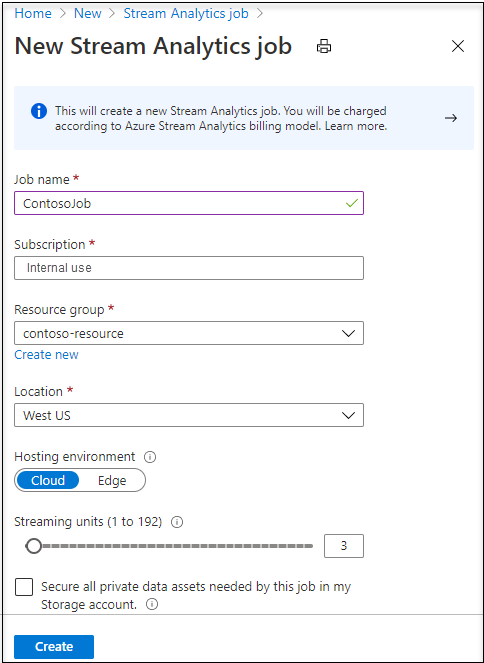 Home > New > Stream Analytics job >
New Stream Analytics job
This will create a new Stream Analytics job. You will be charged
according to Azure Stream Analytics billing model. Learn more.
Job name *
ContosoJob
Subscription *
Internal use
Resource group *
contoso-resource
Create new
Location *
West US
Hosting environment
Cloud Edge
Streaming units (1 to 192)
3
Secure all private data assets needed by this job in my
Storage account.
Create